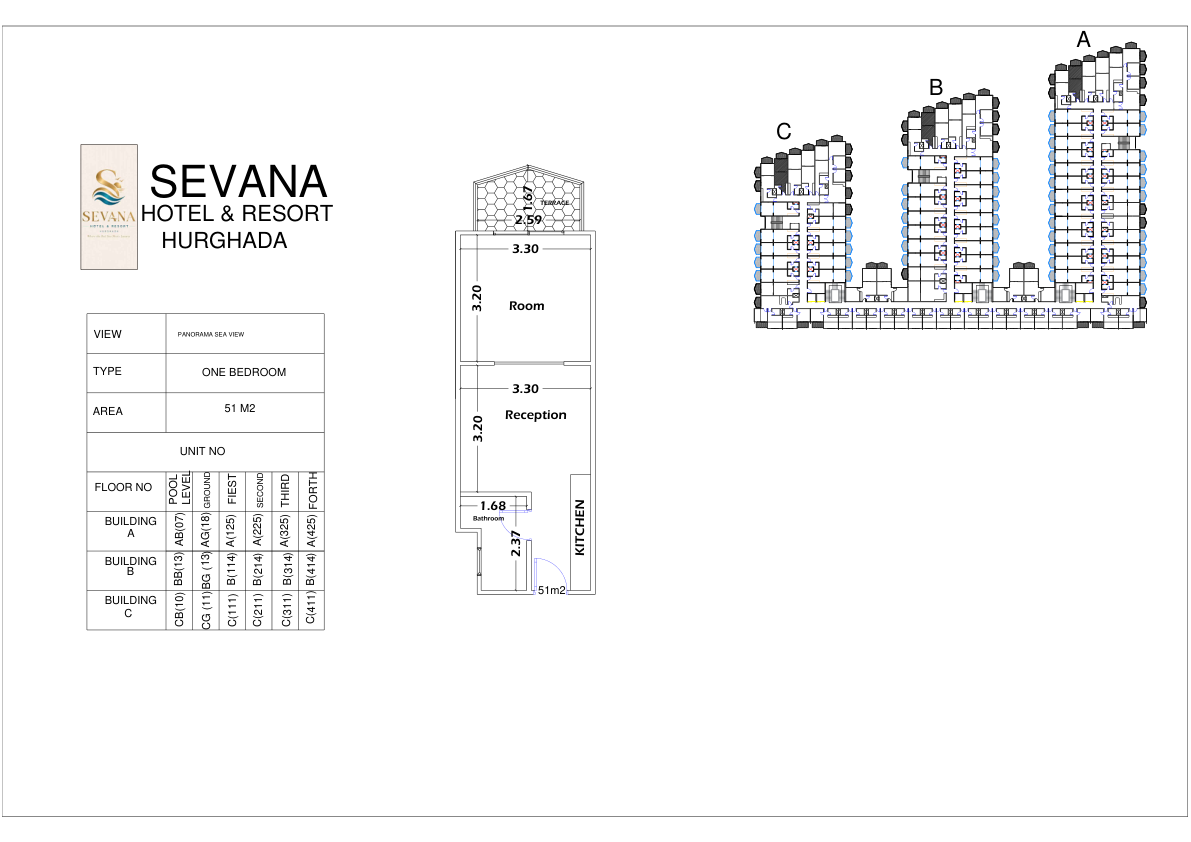 A
B
C
SEVANA
HOTEL & RESORT
HURGHADA
SEVANA
HOTEL & RESORT
VIEW PANORAMA SEA VIEW
TYPE ONE BEDROOM
AREA 51 M2
UNIT NO
FLOOR NO POOL LEVEL GROUND FIEST SECOND THIRD FORTH
BUILDING A AB(07) AG(18) A(125) A(225) A(325) A(425)
BUILDING B BB(13) BG (13) B(114) B(214) B(314) B(414)
BUILDING C CB(10) CG (11) C(111) C(211) C(311) C(411)
1.67
TERRACE
2.59
3.30
3.20
Room
3.30
Reception
3.20
1.68
Bathroom
2.37
KITCHEN
51m2